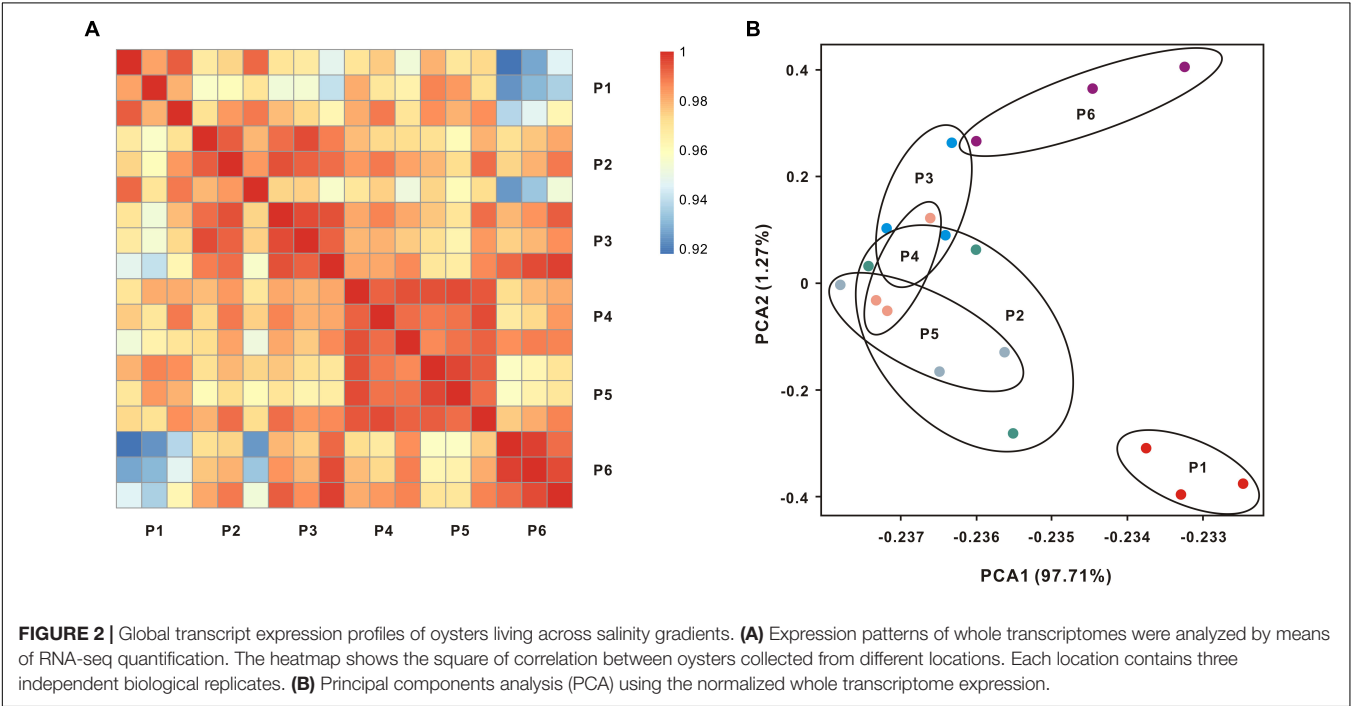 A
B
1
0.98
0.96
0.94
0.92
P1
P2
P3
P4
P5
P6
P1 P2 P3 P4 P5 P6
PCA2 (1.27%)
0.4
0.2
0
-0.2
-0.4
P6
P3
P4
P2
P5
P1
-0.237 -0.236 -0.235 -0.234 -0.233
PCA1 (97.71%)
FIGURE 2 | Global transcript expression profiles of oysters living across salinity gradients. (A) Expression patterns of whole transcriptomes were analyzed by means
of RNA-seq quantification. The heatmap shows the square of correlation between oysters collected from different locations. Each location contains three
independent biological replicates. (B) Principal components analysis (PCA) using the normalized whole transcriptome expression.